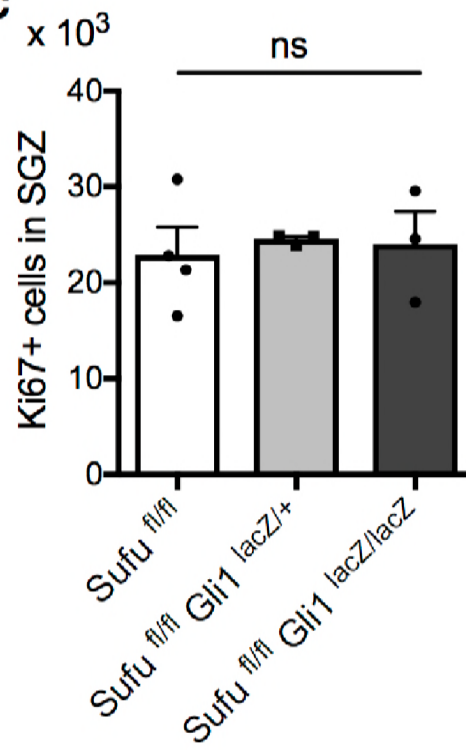 x 10³
ns
Ki67+ cells in SGZ
40
30
20
10
0
Sufu fl/fl
Sufu fl/fl Gli1 lacZ/+
Sufu fl/fl Gli1 lacZ/lacZ